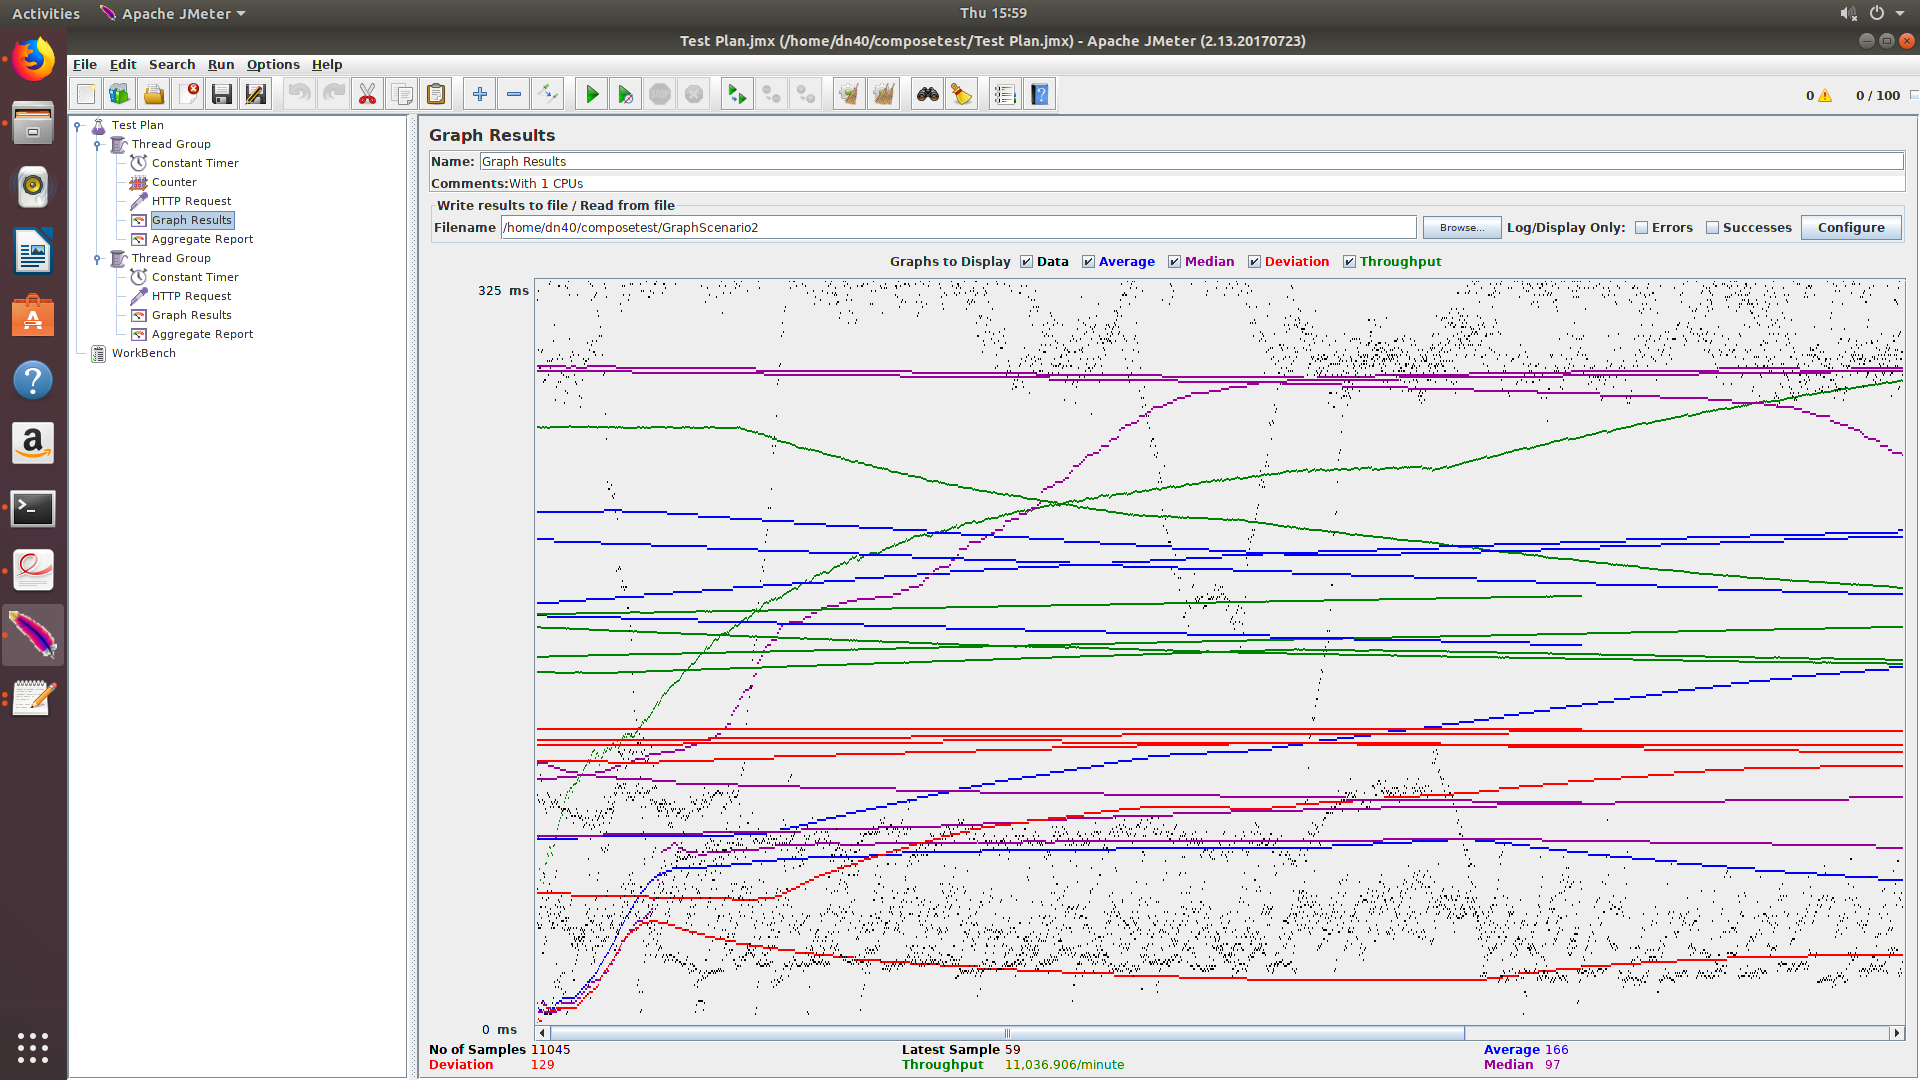 Activities Apache JMeter Thu 15:59
Test Plan.jmx (/home/dn40/composetest/Test Plan.jmx) - Apache JMeter (2.13.20170723)
File Edit Search Run Options Help
0 0 / 100
Test Plan
Thread Group
Constant Timer
Counter
HTTP Request
Graph Results
Aggregate Report
Thread Group
Constant Timer
HTTP Request
Graph Results
Aggregate Report
WorkBench
Graph Results
Name: Graph Results
Comments: With 1 CPUs
Write results to file / Read from file
Filename /home/dn40/composetest/GraphScenario2 Browse... Log/Display Only: Errors Successes Configure
Graphs to Display Data Average Median Deviation Throughput
325 ms
0 ms
No of Samples 11045 Latest Sample 59 Average 166
Deviation 129 Throughput 11,036.906/minute Median 97